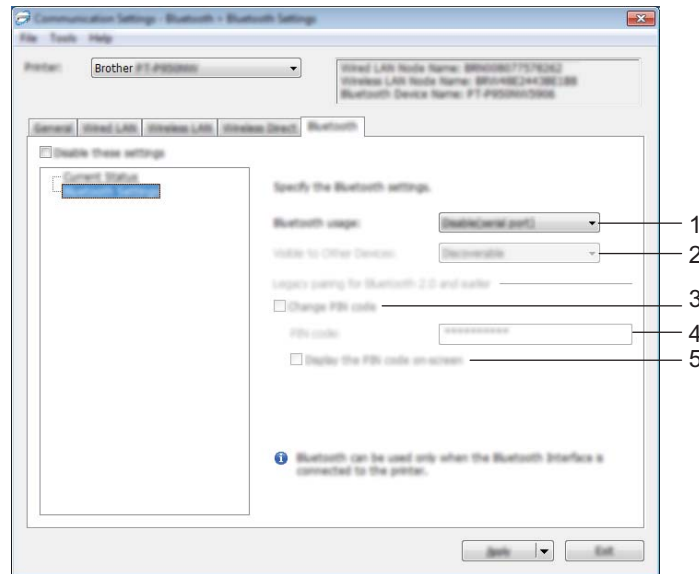 Communication Settings - Bluetooth > Bluetooth Settings
File Tools Help
Printer:
Brother
Wired LAN Node Name:
Wireless LAN Node Name:
Bluetooth Device Name:
General
Wired LAN
Wireless LAN
Wireless Direct
Bluetooth
Disable these settings
Current Status
Bluetooth Settings
Specify the Bluetooth settings.
Bluetooth usage:
Disable(serial port)
1
Visible to Other Devices:
Discoverable
2
Legacy pairing for Bluetooth 2.0 and earlier
Change PIN code
3
PIN code:
**********
4
Display the PIN code on-screen
5
Bluetooth can be used only when the Bluetooth Interface is
connected to the printer.
Apply
Exit